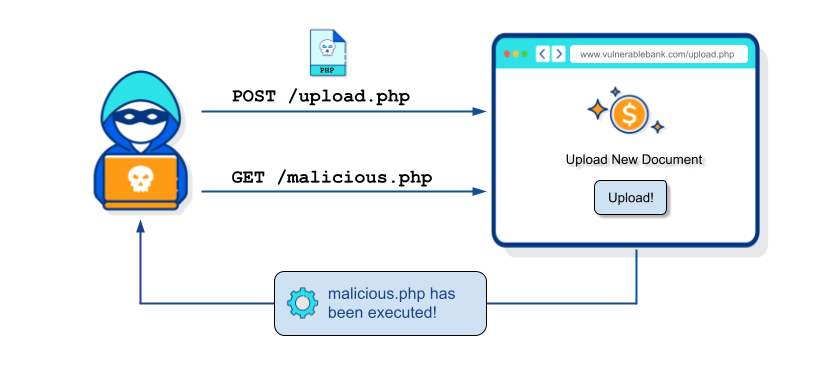 PHP
POST /upload.php
GET /malicious.php
www.vulnerablebank.com/upload.php
Upload New Document
Upload!
malicious.php has
been executed!